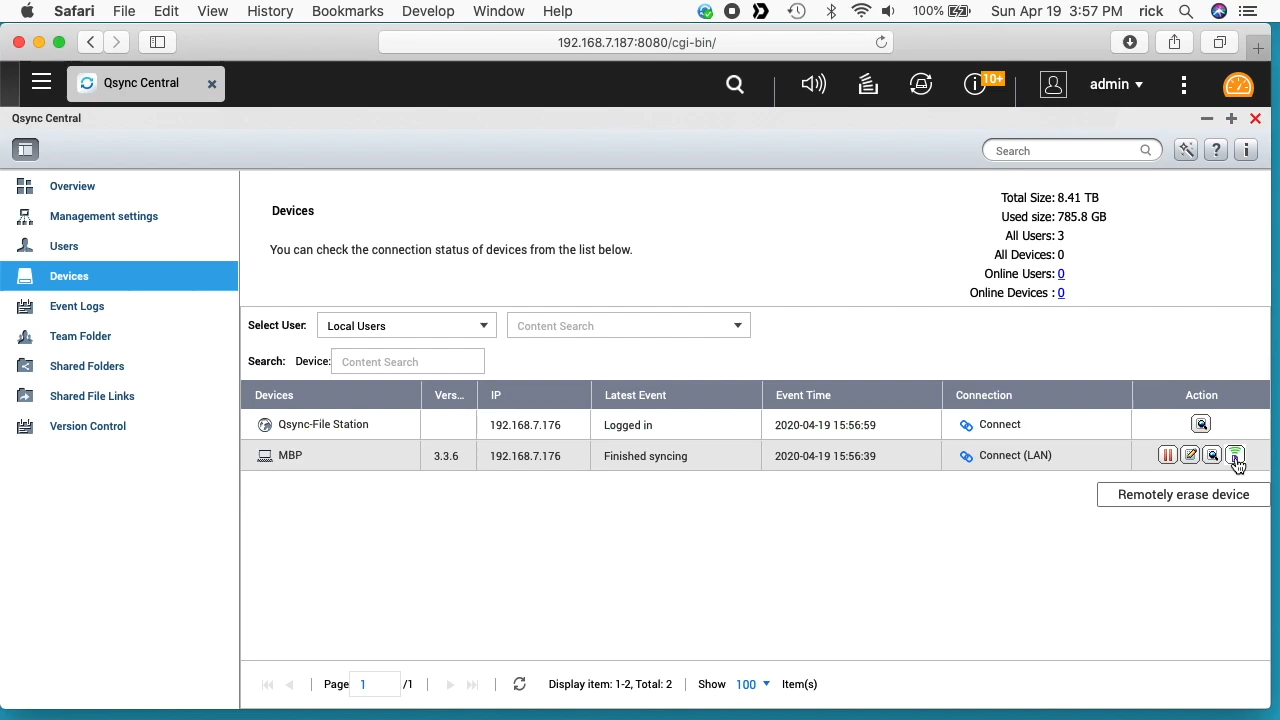 Safari File Edit View History Bookmarks Develop Window Help 100% Sun Apr 19 3:57 PM rick
192.168.7.187:8080/cgi-bin/
Qsync Central 10+ admin
Qsync Central
Search ? i
Overview
Management settings
Users
Devices
Event Logs
Team Folder
Shared Folders
Shared File Links
Version Control
Devices
You can check the connection status of devices from the list below.
Total Size: 8.41 TB
Used size: 785.8 GB
All Users: 3
All Devices: 0
Online Users: 0
Online Devices : 0
Select User: Local Users Content Search
Search: Device: Content Search
Devices Vers... IP Latest Event Event Time Connection Action
Qsync-File Station 192.168.7.176 Logged in 2020-04-19 15:56:59 Connect
MBP 3.3.6 192.168.7.176 Finished syncing 2020-04-19 15:56:39 Connect (LAN)
Remotely erase device
Page 1 /1 Display item: 1-2, Total: 2 Show 100 Item(s)